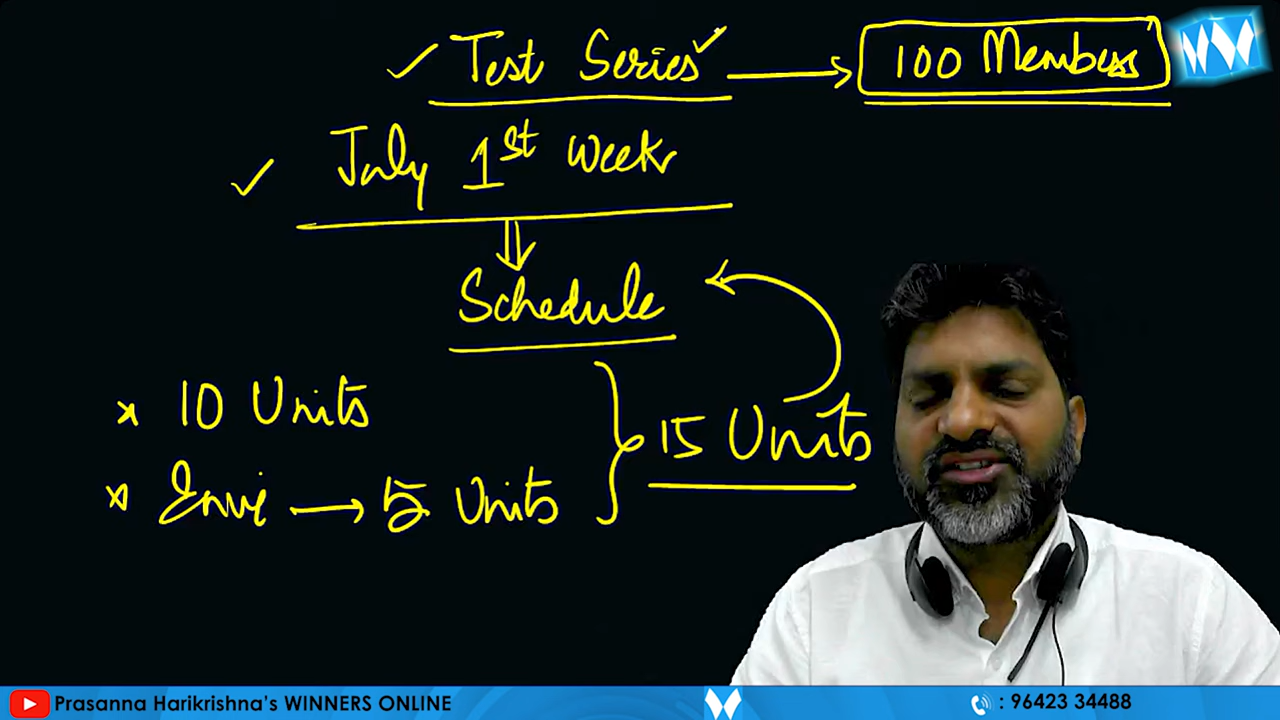 ✓ Test Series ✓ → 100 Members
✓ July 1st Week
⇓
Schedule
* 10 Units
15 Units
* Envi → 5 Units
Prasanna Harikrishna's WINNERS ONLINE
: 96423 34488